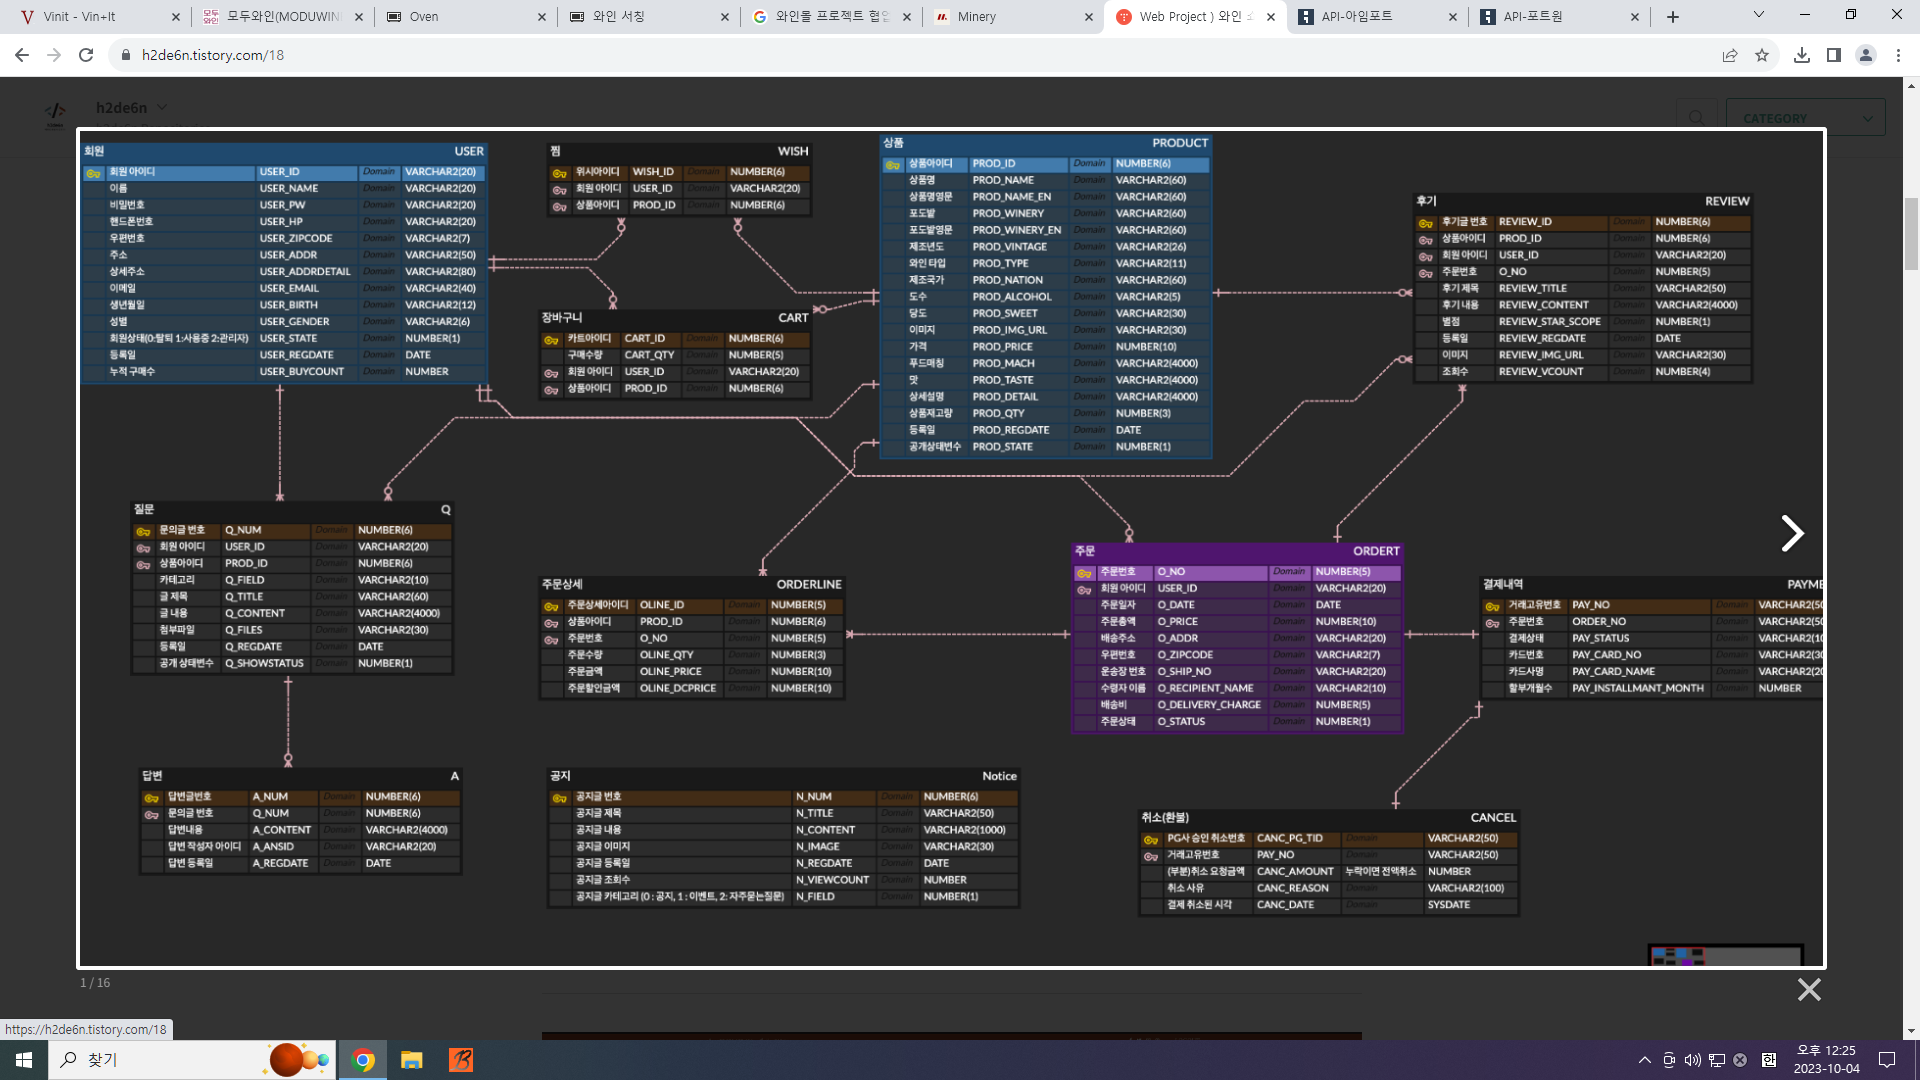 Vinit - Vin+It
모두와인(MODUWIN
Oven
와인 서칭
와인몰 프로젝트 협업
Minery
Web Project ) 와인
API-아임포트
API-포트원
h2de6n.tistory.com/18
h2de6n
CATEGORY
회원 USER
회원 아이디 USER_ID Domain VARCHAR2(20)
이름 USER_NAME Domain VARCHAR2(20)
비밀번호 USER_PW Domain VARCHAR2(20)
핸드폰번호 USER_HP Domain VARCHAR2(20)
우편번호 USER_ZIPCODE Domain VARCHAR2(7)
주소 USER_ADDR Domain VARCHAR2(50)
상세주소 USER_ADDRDETAIL Domain VARCHAR2(80)
이메일 USER_EMAIL Domain VARCHAR2(40)
생년월일 USER_BIRTH Domain VARCHAR2(12)
성별 USER_GENDER Domain VARCHAR2(6)
회원상태(0:탈퇴 1:사용중 2:관리자) USER_STATE Domain NUMBER(1)
등록일 USER_REGDATE Domain DATE
누적 구매수 USER_BUYCOUNT Domain NUMBER
찜 WISH
위시아이디 WISH_ID Domain NUMBER(6)
회원 아이디 USER_ID Domain VARCHAR2(20)
상품아이디 PROD_ID Domain NUMBER(6)
장바구니 CART
카트아이디 CART_ID Domain NUMBER(6)
구매수량 CART_QTY Domain NUMBER(5)
회원 아이디 USER_ID Domain VARCHAR2(20)
상품아이디 PROD_ID Domain NUMBER(6)
상품 PRODUCT
상품아이디 PROD_ID Domain NUMBER(6)
상품명 PROD_NAME Domain VARCHAR2(60)
상품명영문 PROD_NAME_EN Domain VARCHAR2(60)
포도밭 PROD_WINERY Domain VARCHAR2(60)
포도밭영문 PROD_WINERY_EN Domain VARCHAR2(60)
제조년도 PROD_VINTAGE Domain VARCHAR2(26)
와인 타입 PROD_TYPE Domain VARCHAR2(11)
제조국가 PROD_NATION Domain VARCHAR2(60)
도수 PROD_ALCOHOL Domain VARCHAR2(5)
당도 PROD_SWEET Domain VARCHAR2(30)
이미지 PROD_IMG_URL Domain VARCHAR2(30)
가격 PROD_PRICE Domain NUMBER(10)
푸드매칭 PROD_MACH Domain VARCHAR2(4000)
맛 PROD_TASTE Domain VARCHAR2(4000)
상세설명 PROD_DETAIL Domain VARCHAR2(4000)
상품재고량 PROD_QTY Domain NUMBER(3)
등록일 PROD_REGDATE Domain DATE
공개상태변수 PROD_STATE Domain NUMBER(1)
후기 REVIEW
후기글 번호 REVIEW_ID Domain NUMBER(6)
상품아이디 PROD_ID Domain NUMBER(6)
회원 아이디 USER_ID Domain VARCHAR2(20)
주문번호 O_NO Domain NUMBER(5)
후기 제목 REVIEW_TITLE Domain VARCHAR2(50)
후기 내용 REVIEW_CONTENT Domain VARCHAR2(4000)
별점 REVIEW_STAR_SCOPE Domain NUMBER(1)
등록일 REVIEW_REGDATE Domain DATE
이미지 REVIEW_IMG_URL Domain VARCHAR2(30)
조회수 REVIEW_VCOUNT Domain NUMBER(4)
질문 Q
문의글 번호 Q_NUM Domain NUMBER(6)
회원 아이디 USER_ID Domain VARCHAR2(20)
상품아이디 PROD_ID Domain NUMBER(6)
카테고리 Q_FIELD Domain VARCHAR2(10)
글 제목 Q_TITLE Domain VARCHAR2(60)
글 내용 Q_CONTENT Domain VARCHAR2(4000)
첨부파일 Q_FILES Domain VARCHAR2(30)
등록일 Q_REGDATE Domain DATE
공개 상태변수 Q_SHOWSTATUS Domain NUMBER(1)
주문상세 ORDERLINE
주문상세아이디 OLINE_ID Domain NUMBER(5)
상품아이디 PROD_ID Domain NUMBER(6)
주문번호 O_NO Domain NUMBER(5)
주문수량 OLINE_QTY Domain NUMBER(3)
주문금액 OLINE_PRICE Domain NUMBER(10)
주문할인금액 OLINE_DCPRICE Domain NUMBER(10)
주문 ORDERT
주문번호 O_NO Domain NUMBER(5)
회원 아이디 USER_ID Domain VARCHAR2(20)
주문일자 O_DATE Domain DATE
주문총액 O_PRICE Domain NUMBER(10)
배송주소 O_ADDR Domain VARCHAR2(20)
우편번호 O_ZIPCODE Domain VARCHAR2(7)
운송장 번호 O_SHIP_NO Domain VARCHAR2(20)
수령자 이름 O_RECIPIENT_NAME Domain VARCHAR2(10)
배송비 O_DELIVERY_CHARGE Domain NUMBER(5)
주문상태 O_STATUS Domain NUMBER(1)
결제내역 PAYME
거래고유번호 PAY_NO Domain VARCHAR2(50
주문번호 ORDER_NO Domain VARCHAR2(50
결제상태 PAY_STATUS Domain VARCHAR2(10
카드번호 PAY_CARD_NO Domain VARCHAR2(30
카드사명 PAY_CARD_NAME Domain VARCHAR2(20
할부개월수 PAY_INSTALLMANT_MONTH Domain NUMBER
답변 A
답변글번호 A_NUM Domain NUMBER(6)
문의글 번호 Q_NUM Domain NUMBER(6)
답변내용 A_CONTENT Domain VARCHAR2(4000)
답변 작성자 아이디 A_ANSID Domain VARCHAR2(20)
답변 등록일 A_REGDATE Domain DATE
공지 Notice
공지글 번호 N_NUM Domain NUMBER(6)
공지글 제목 N_TITLE Domain VARCHAR2(50)
공지글 내용 N_CONTENT Domain VARCHAR2(1000)
공지글 이미지 N_IMAGE Domain VARCHAR2(30)
공지글 등록일 N_REGDATE Domain DATE
공지글 조회수 N_VIEWCOUNT Domain NUMBER
공지글 카테고리 (0 : 공지, 1 : 이벤트, 2: 자주묻는질문) N_FIELD Domain NUMBER(1)
취소(환불) CANCEL
PG사 승인 취소번호 CANC_PG_TID Domain VARCHAR2(50)
거래고유번호 PAY_NO Domain VARCHAR2(50)
(부분)취소 요청금액 CANC_AMOUNT 누락이면 전액취소 NUMBER
취소 사유 CANC_REASON Domain VARCHAR2(100)
결제 취소된 시각 CANC_DATE Domain SYSDATE
1 / 16
https://h2de6n.tistory.com/18
찾기
한
오후 12:25
2023-10-04